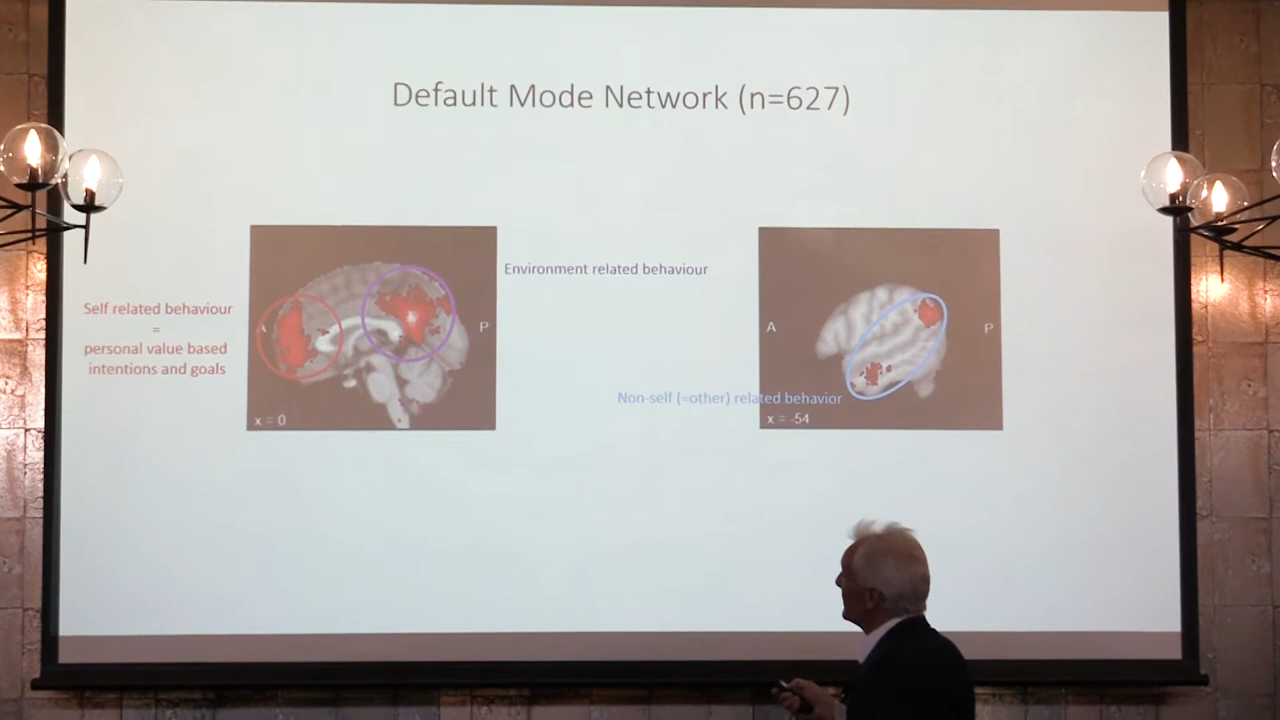 Default Mode Network (n=627)
Self related behaviour
=
personal value based
intentions and goals
A
P
x = 0
Environment related behaviour
A
P
Non-self (=other) related behavior
x = -54